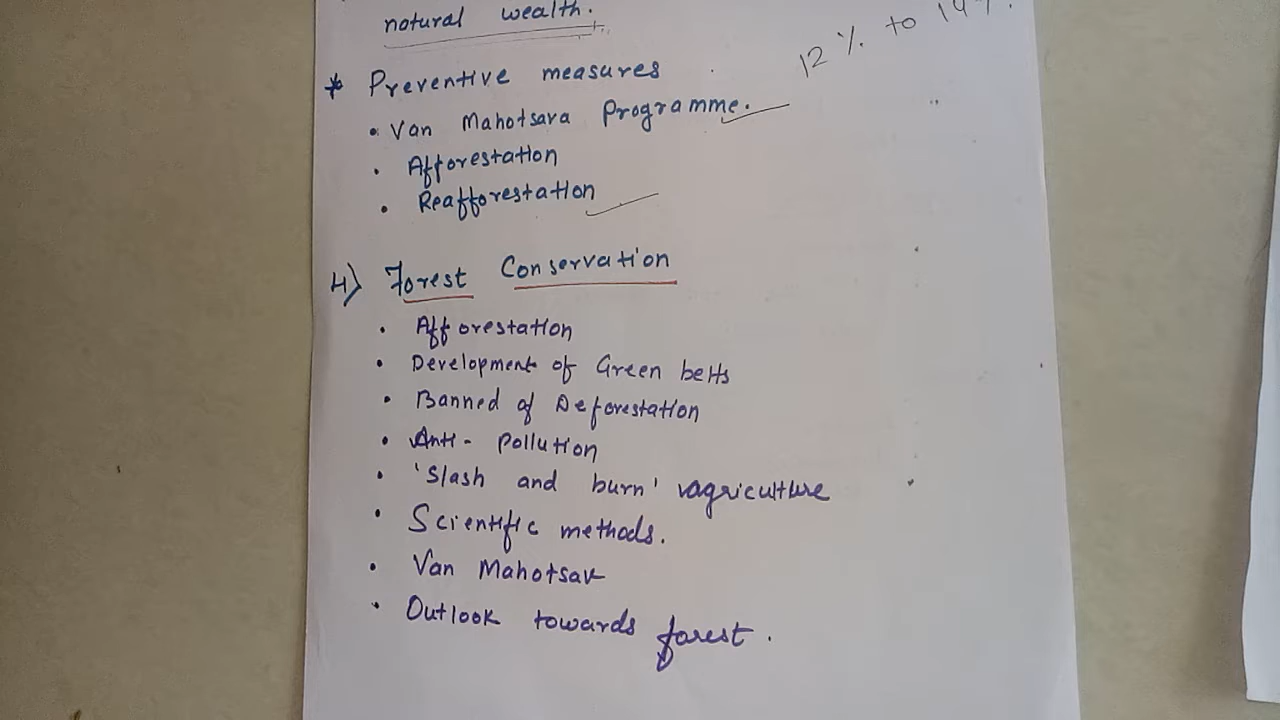 natural wealth.
12 % to 14%.
* Preventive measures
• Van Mahotsava Programme.
• Afforestation
• Reafforestation
4) Forest Conservation
• Afforestation
• Development of Green belts
• Banned of Deforestation
• Anti- pollution
• 'Slash and burn' agriculture
• Scientific methods.
• Van Mahotsav
• Outlook towards forest.